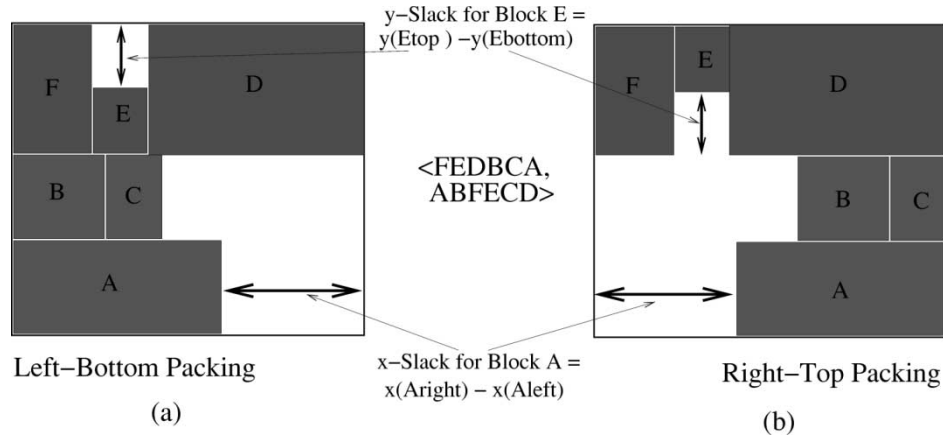 y−Slack for Block E =
y(Etop ) −y(Ebottom)
F
E
D
B
C
A
<FEDBCA,
ABFECD>
F
E
D
B
C
A
x−Slack for Block A =
x(Aright) − x(Aleft)
Left−Bottom Packing
(a)
Right−Top Packing
(b)